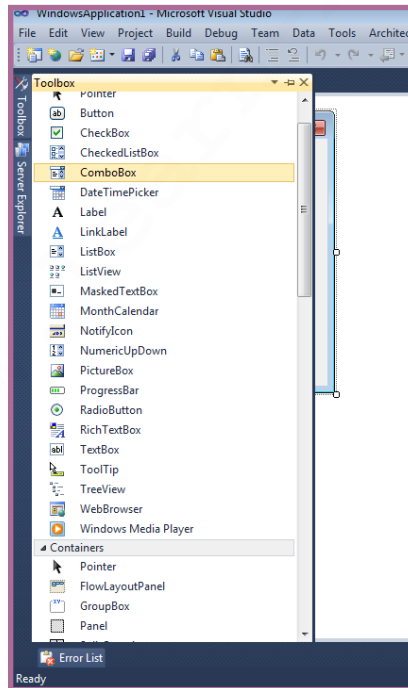 WindowsApplication1 - Microsoft Visual Studio
File Edit View Project Build Debug Team Data Tools Architec
Toolbox
Toolbox
Server Explorer
Pointer
Button
CheckBox
CheckedListBox
ComboBox
DateTimePicker
Label
LinkLabel
ListBox
ListView
MaskedTextBox
MonthCalendar
NotifyIcon
NumericUpDown
PictureBox
ProgressBar
RadioButton
RichTextBox
TextBox
ToolTip
TreeView
WebBrowser
Windows Media Player
Containers
Pointer
FlowLayoutPanel
GroupBox
Panel
Error List
Ready